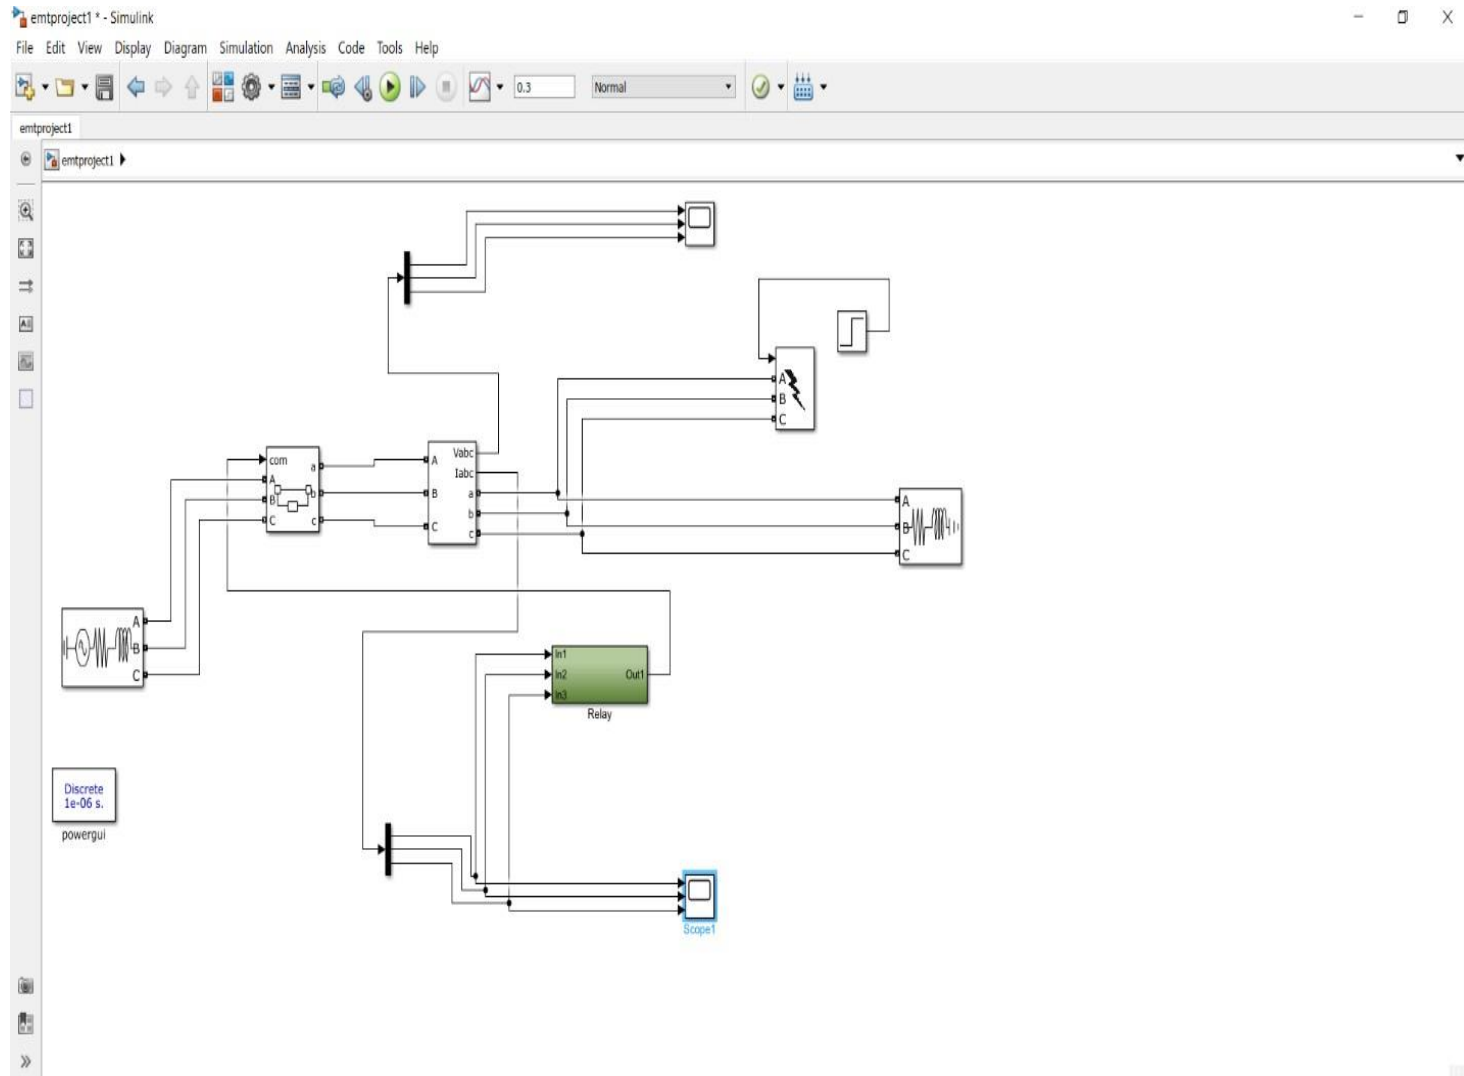 emtproject1 * - Simulink
File Edit View Display Diagram Simulation Analysis Code Tools Help
0.3 Normal
emtproject1
emtproject1
A
B
C
com
A
B
C
a
b
c
A
B
C
Vabc
Iabc
a
b
c
A
B
C
A
B
C
In1
In2
In3
Out1
Relay
Discrete
1e-06 s.
powergui
Scope1